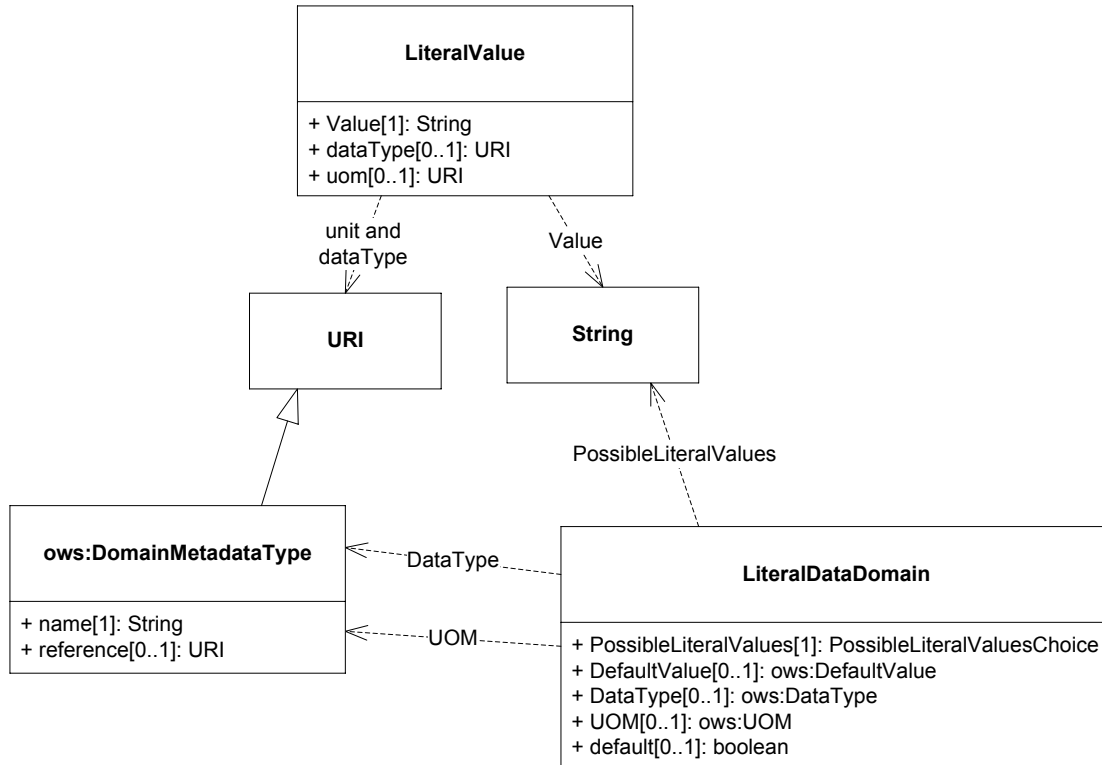 LiteralValue
+ Value[1]: String
+ dataType[0..1]: URI
+ uom[0..1]: URI
unit and
dataType
Value
URI
String
PossibleLiteralValues
ows:DomainMetadataType
+ name[1]: String
+ reference[0..1]: URI
DataType
UOM
LiteralDataDomain
+ PossibleLiteralValues[1]: PossibleLiteralValuesChoice
+ DefaultValue[0..1]: ows:DefaultValue
+ DataType[0..1]: ows:DataType
+ UOM[0..1]: ows:UOM
+ default[0..1]: boolean